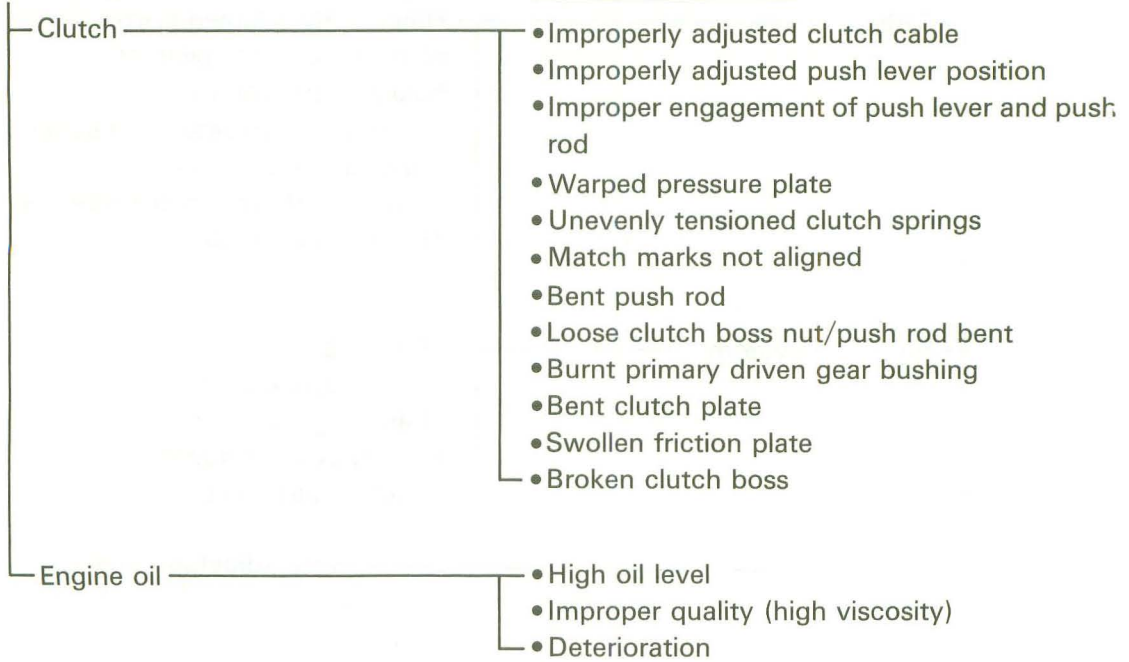 Clutch
•Improperly adjusted clutch cable
•Improperly adjusted push lever position
•Improper engagement of push lever and push
rod
•Warped pressure plate
•Unevenly tensioned clutch springs
•Match marks not aligned
•Bent push rod
•Loose clutch boss nut/push rod bent
•Burnt primary driven gear bushing
•Bent clutch plate
•Swollen friction plate
•Broken clutch boss
Engine oil
•High oil level
•Improper quality (high viscosity)
•Deterioration